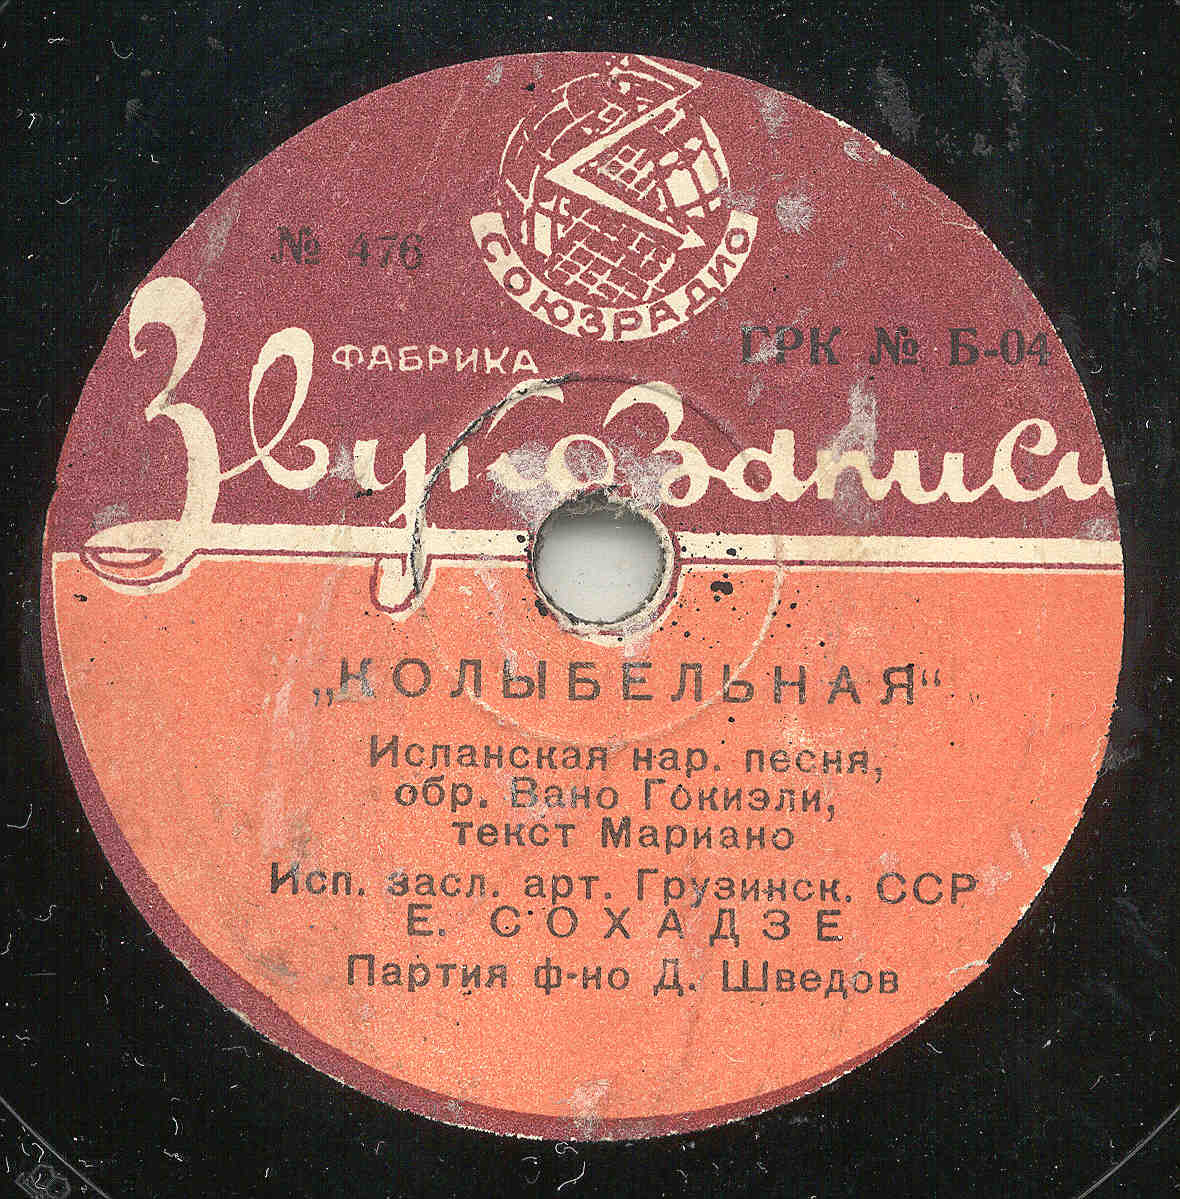 СОЮЗРАДИО
№ 476
ГРК № Б-04
ФАБРИКА
ЗвукоЗаписи
„КОЛЫБЕЛЬНАЯ“
Испанская нар. песня,
обр. Вано Гокиэли,
текст Мариано
Исп. засл. арт. Грузинск. ССР
Е. СОХАДЗЕ
Партия ф-но Д. Шведов